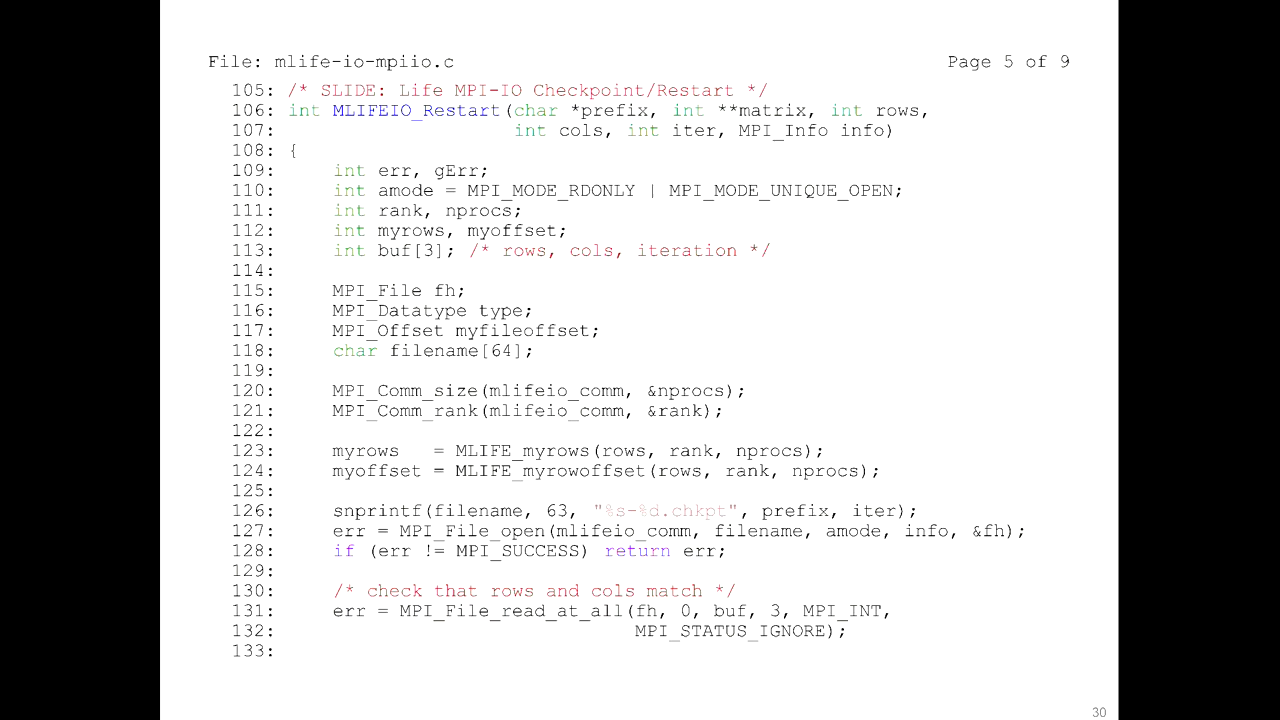 File: mlife-io-mpiio.c Page 5 of 9
105: /* SLIDE: Life MPI-IO Checkpoint/Restart */
106: int MLIFEIO_Restart(char *prefix, int **matrix, int rows,
107: int cols, int iter, MPI_Info info)
108: {
109: int err, gErr;
110: int amode = MPI_MODE_RDONLY | MPI_MODE_UNIQUE_OPEN;
111: int rank, nprocs;
112: int myrows, myoffset;
113: int buf[3]; /* rows, cols, iteration */
114:
115: MPI_File fh;
116: MPI_Datatype type;
117: MPI_Offset myfileoffset;
118: char filename[64];
119:
120: MPI_Comm_size(mlifeio_comm, &nprocs);
121: MPI_Comm_rank(mlifeio_comm, &rank);
122:
123: myrows = MLIFE_myrows(rows, rank, nprocs);
124: myoffset = MLIFE_myrowoffset(rows, rank, nprocs);
125:
126: snprintf(filename, 63, "%s-%d.chkpt", prefix, iter);
127: err = MPI_File_open(mlifeio_comm, filename, amode, info, &fh);
128: if (err != MPI_SUCCESS) return err;
129:
130: /* check that rows and cols match */
131: err = MPI_File_read_at_all(fh, 0, buf, 3, MPI_INT,
132: MPI_STATUS_IGNORE);
133:
30